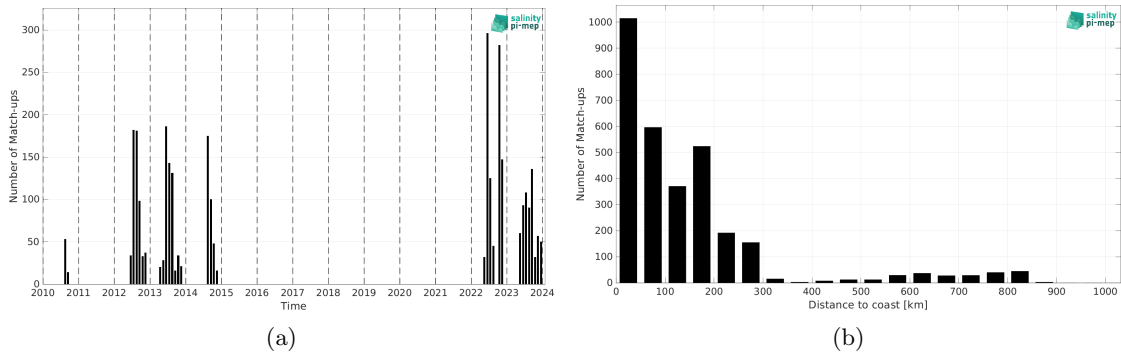 300
250
200
150
100
50
0
Number of Match-ups
2010 2011 2012 2013 2014 2015 2016 2017 2018 2019 2020 2021 2022 2023 2024
Time
salinity
pi-mep
(a)
1000
900
800
700
600
500
400
300
200
100
0
Number of Match-ups
0 100 200 300 400 500 600 700 800 900 1000
Distance to coast [km]
salinity
pi-mep
(b)